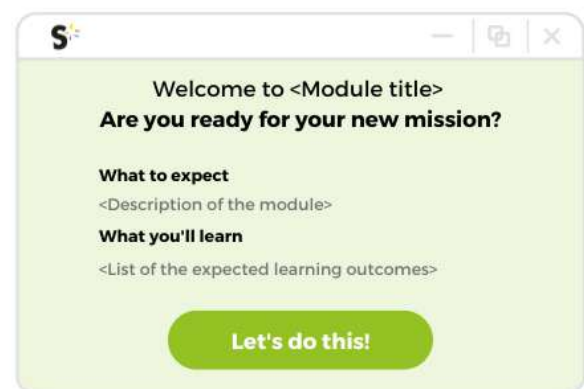 S
Welcome to <Module title>
Are you ready for your new mission?
What to expect
<Description of the module>
What you'll learn
<List of the expected learning outcomes>
Let's do this!